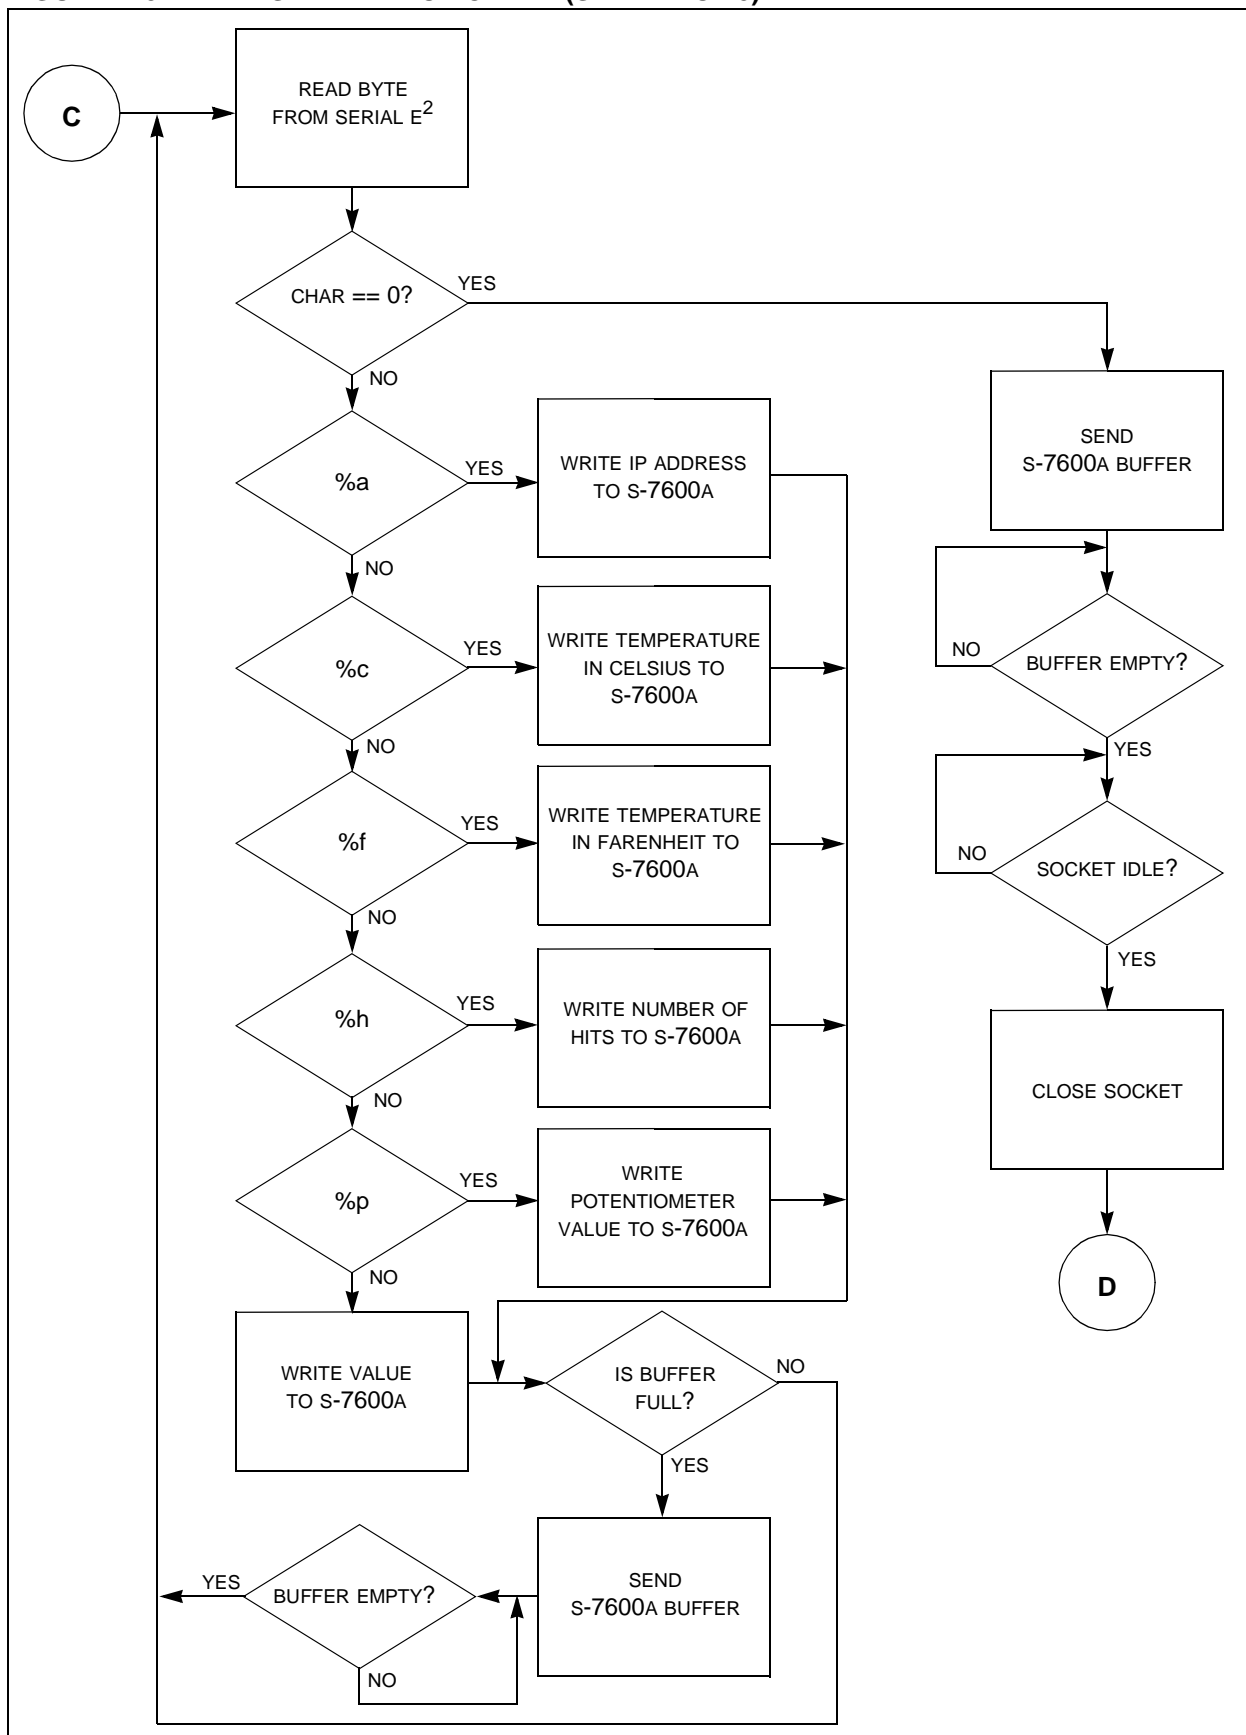 C
READ BYTE
FROM SERIAL E2
CHAR == 0?
YES
NO
SEND
S-7600A BUFFER
%a
YES
WRITE IP ADDRESS
TO S-7600A
NO
BUFFER EMPTY?
NO
YES
%c
YES
WRITE TEMPERATURE
IN CELSIUS TO
S-7600A
NO
SOCKET IDLE?
NO
YES
%f
YES
WRITE TEMPERATURE
IN FARENHEIT TO
S-7600A
NO
%h
YES
WRITE NUMBER OF
HITS TO S-7600A
NO
CLOSE SOCKET
%p
YES
WRITE
POTENTIOMETER
VALUE TO S-7600A
NO
D
WRITE VALUE
TO S-7600A
IS BUFFER
FULL?
NO
YES
SEND
S-7600A BUFFER
BUFFER EMPTY?
YES
NO